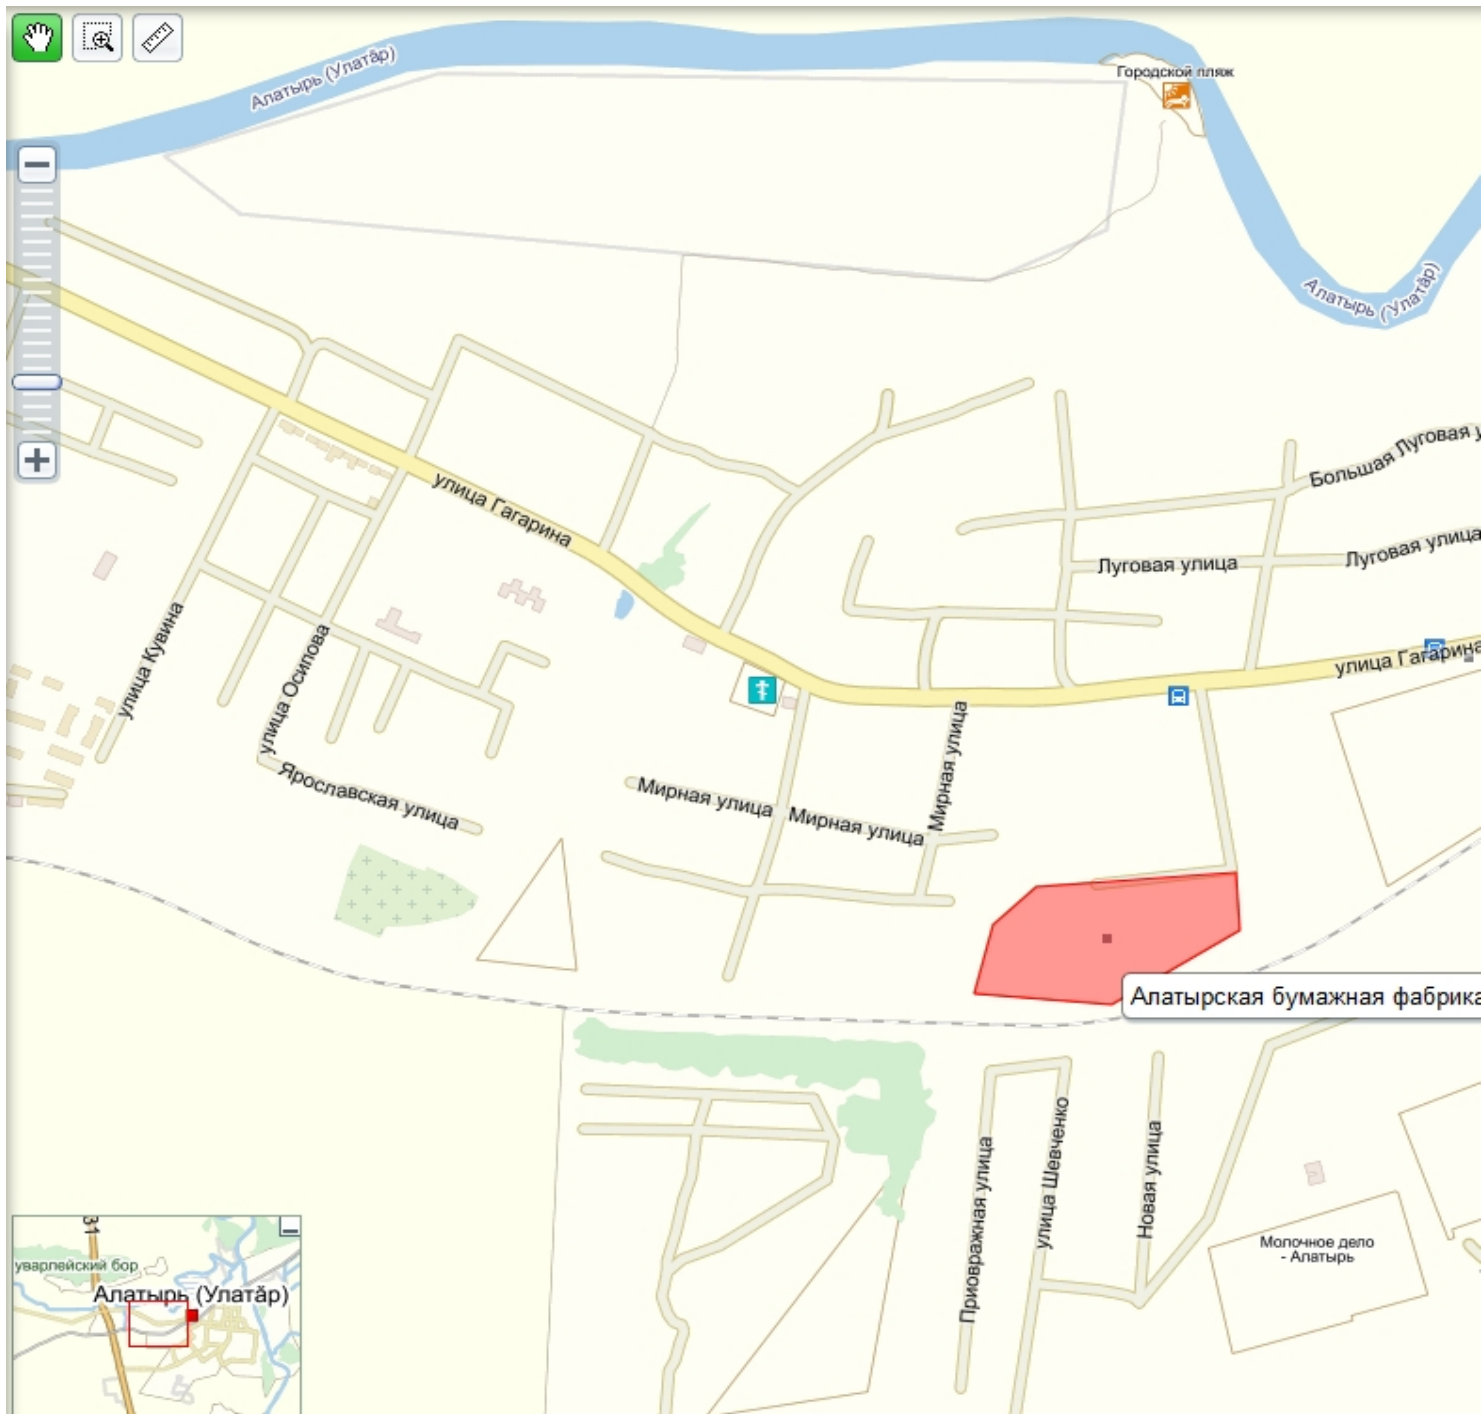 Алатырь (Улатӑр)
Городской пляж
Алатырь (Улатӑр)
Большая Луговая у
улица Гагарина
Луговая улица
Луговая улица
улица Кувина
улица Осипова
улица Гагарина
Мирная улица
Ярославская улица
Мирная улица
Мирная улица
Алатырская бумажная фабрика
Приовражная улица
улица Шевченко
Новая улица
Молочное дело
- Алатырь
31
уварлейский бор
Алатырь (Улатӑр)